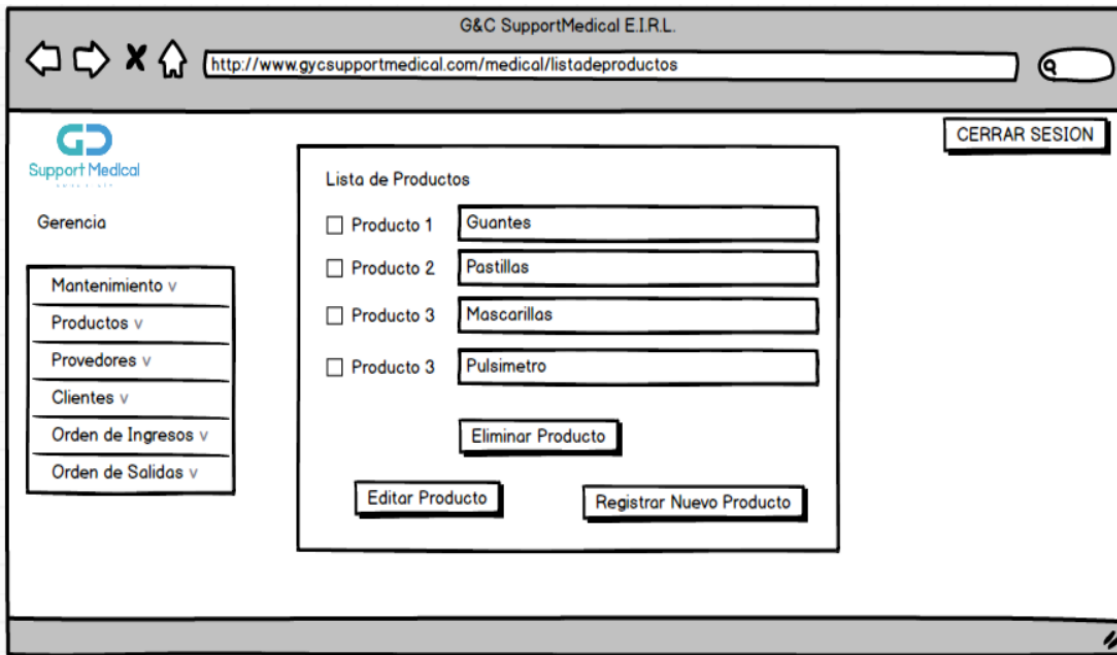 G&C SupportMedical E.I.R.L.
http://www.gycsupportmedical.com/medical/listadeproductos
CERRAR SESION
Support Medical
Gerencia
Mantenimiento v
Productos v
Provedores v
Clientes v
Orden de Ingresos v
Orden de Salidas v
Lista de Productos
Producto 1 Guantes
Producto 2 Pastillas
Producto 3 Mascarillas
Producto 3 Pulsimetro
Eliminar Producto
Editar Producto Registrar Nuevo Producto